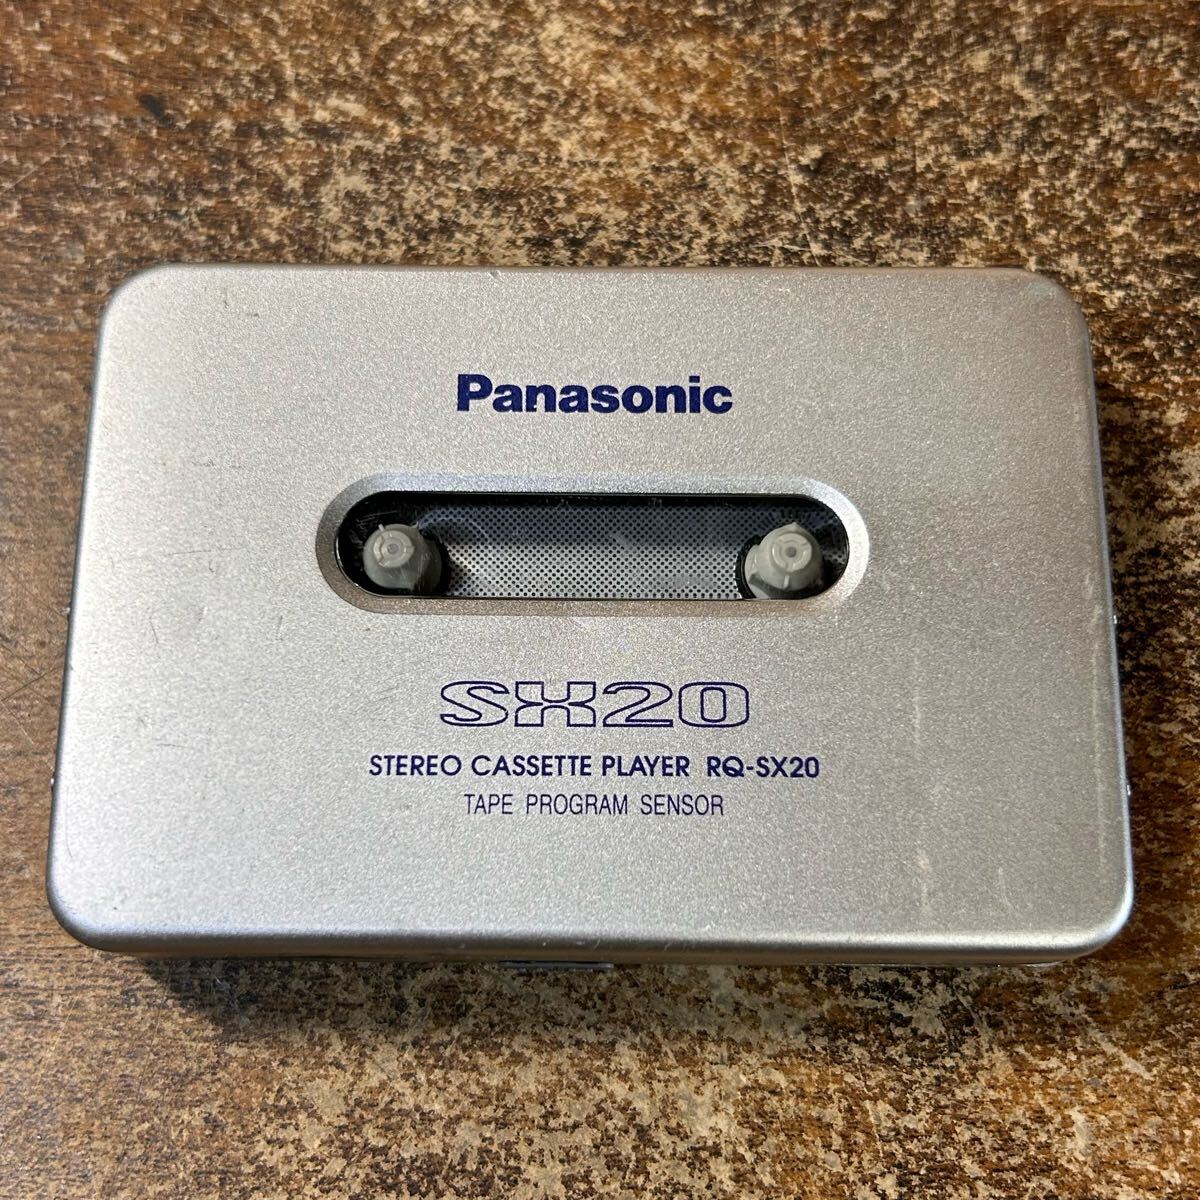 Panasonic
SX20
STEREO CASSETTE PLAYER RQ-SX20
TAPE PROGRAM SENSOR